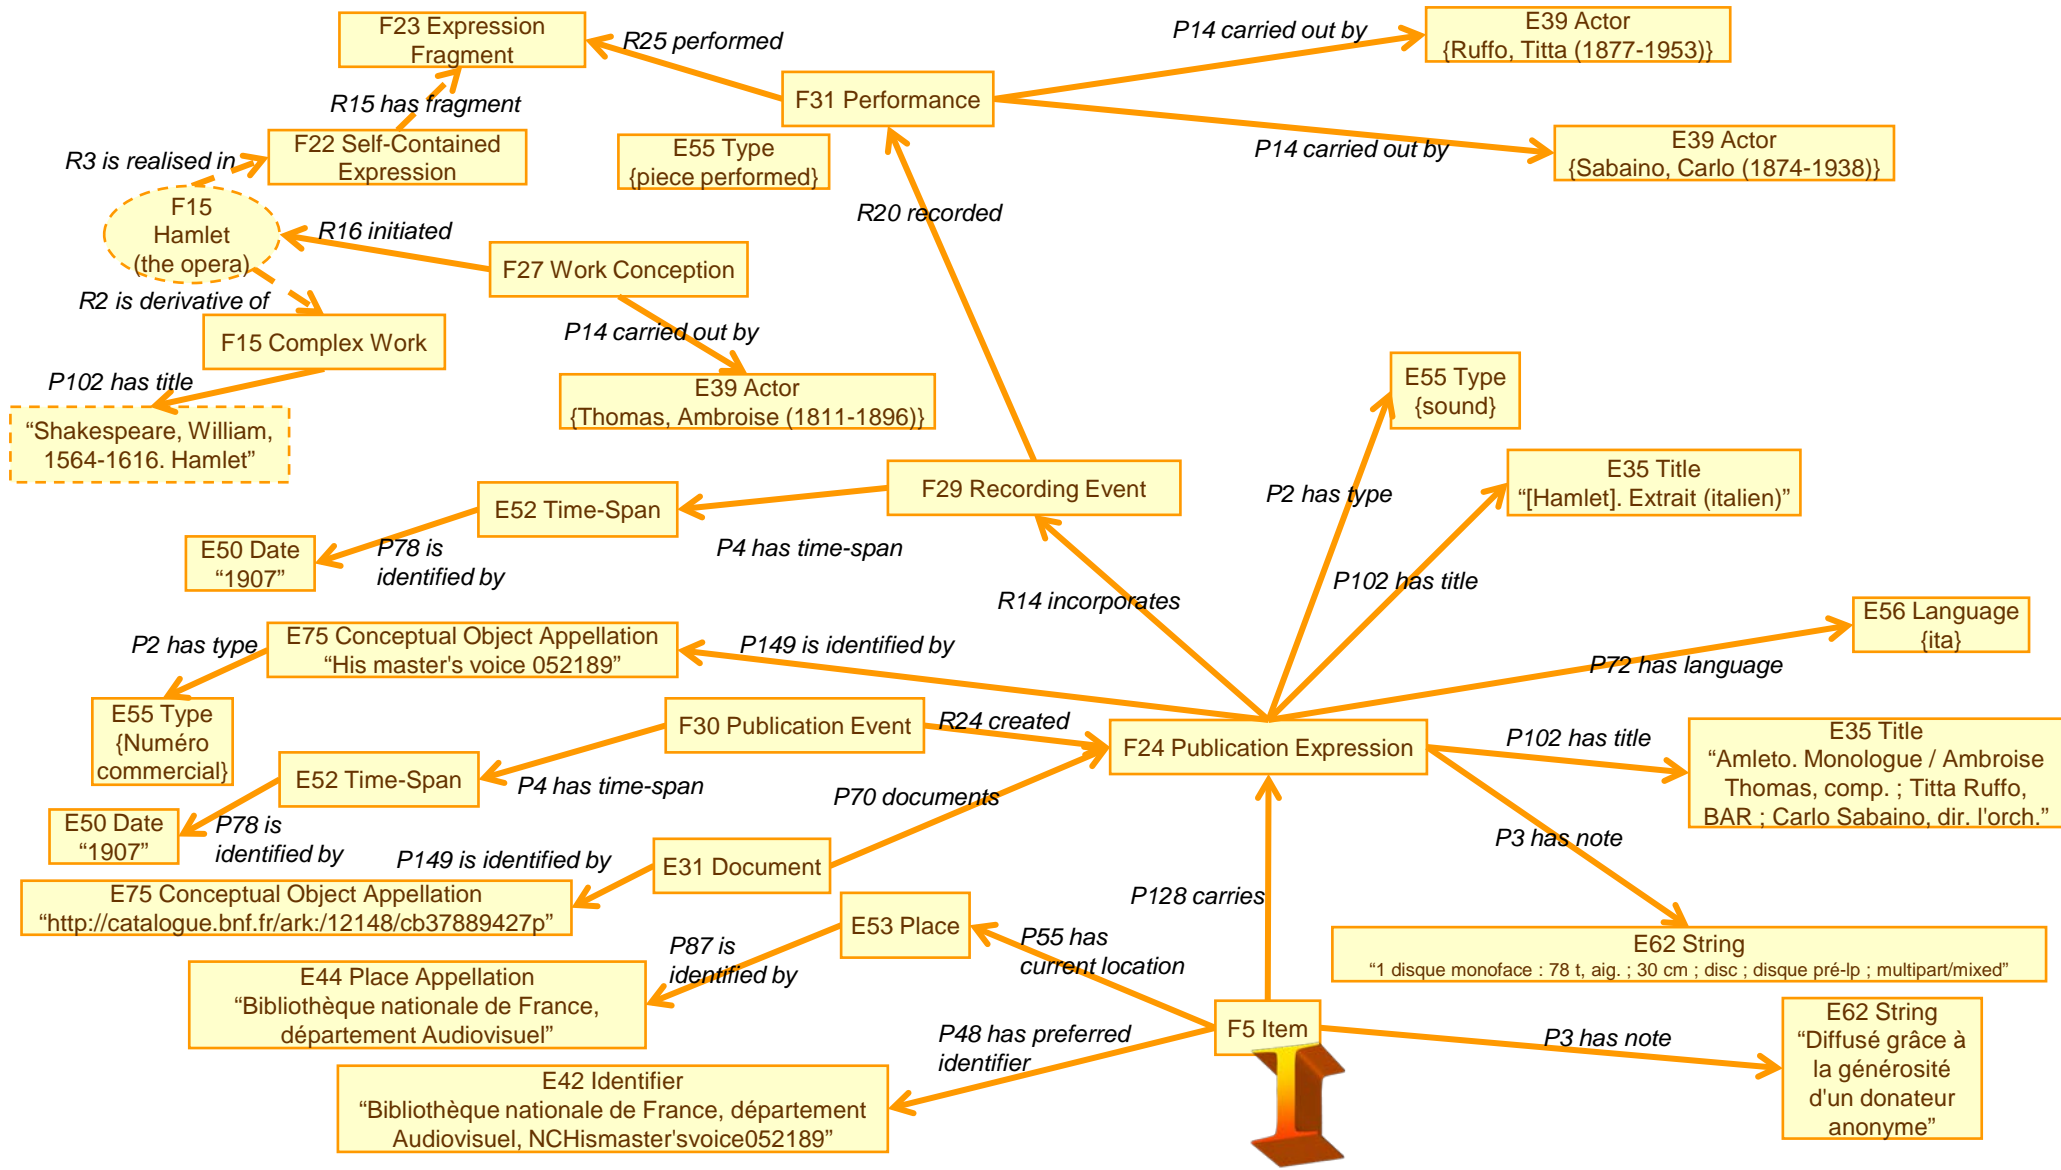 F23 Expression
Fragment
R25 performed
P14 carried out by
E39 Actor
{Ruffo, Titta (1877-1953)}
F31 Performance
R15 has fragment
F22 Self-Contained
Expression
E55 Type
{piece performed}
P14 carried out by
E39 Actor
{Sabaino, Carlo (1874-1938)}
R3 is realised in
F15
Hamlet
(the opera)
R16 initiated
R20 recorded
F27 Work Conception
R2 is derivative of
F15 Complex Work
P14 carried out by
P102 has title
E39 Actor
{Thomas, Ambroise (1811-1896)}
E55 Type
{sound}
“Shakespeare, William,
1564-1616. Hamlet”
F29 Recording Event
P2 has type
E35 Title
“[Hamlet]. Extrait (italien)”
E52 Time-Span
P4 has time-span
E50 Date
“1907”
P78 is
identified by
P102 has title
R14 incorporates
E56 Language
{ita}
P2 has type
E75 Conceptual Object Appellation
“His master's voice 052189”
P149 is identified by
P72 has language
E55 Type
{Numéro
commercial}
F30 Publication Event
R24 created
F24 Publication Expression
P102 has title
E35 Title
“Amleto. Monologue / Ambroise
Thomas, comp. ; Titta Ruffo,
BAR ; Carlo Sabaino, dir. l'orch.”
E52 Time-Span
P4 has time-span
P70 documents
E50 Date
“1907”
P78 is
identified by
P149 is identified by
E31 Document
P3 has note
E75 Conceptual Object Appellation
“http://catalogue.bnf.fr/ark:/12148/cb37889427p”
P128 carries
E53 Place
P87 is
identified by
P55 has
current location
E62 String
“1 disque monoface : 78 t, aig. ; 30 cm ; disc ; disque pré-lp ; multipart/mixed”
E44 Place Appellation
“Bibliothèque nationale de France,
département Audiovisuel”
F5 Item
P48 has preferred
identifier
P3 has note
E62 String
“Diffusé grâce à
la générosité
d'un donateur
anonyme”
E42 Identifier
“Bibliothèque nationale de France, département
Audiovisuel, NCHismaster'svoice052189”